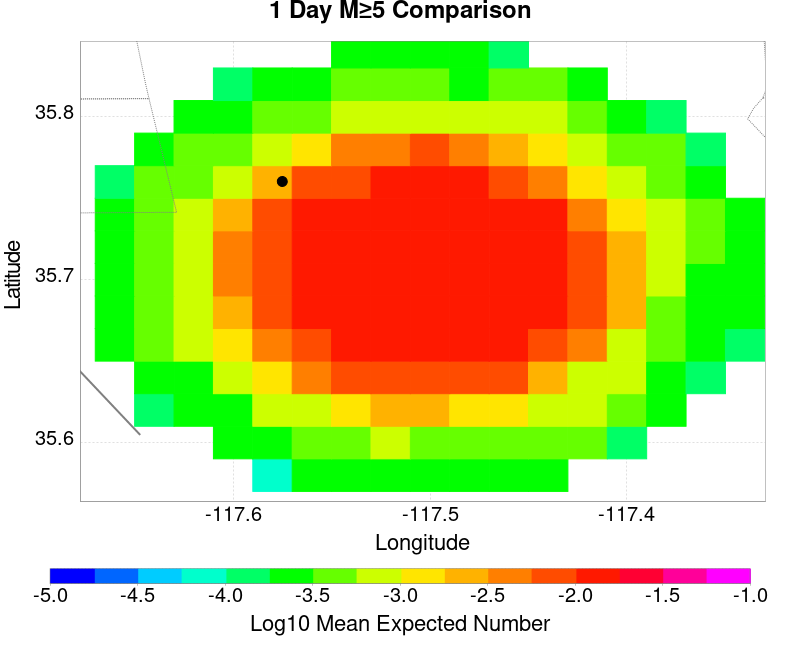 1 Day M≥5 Comparison
35.8
35.7
35.6
Latitude
-117.6 -117.5 -117.4
Longitude
-5.0 -4.5 -4.0 -3.5 -3.0 -2.5 -2.0 -1.5 -1.0
Log10 Mean Expected Number